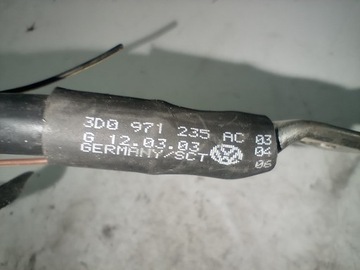 3D0 971 235 AC
G 12.03.03
GERMANY/SCT
03
04
06